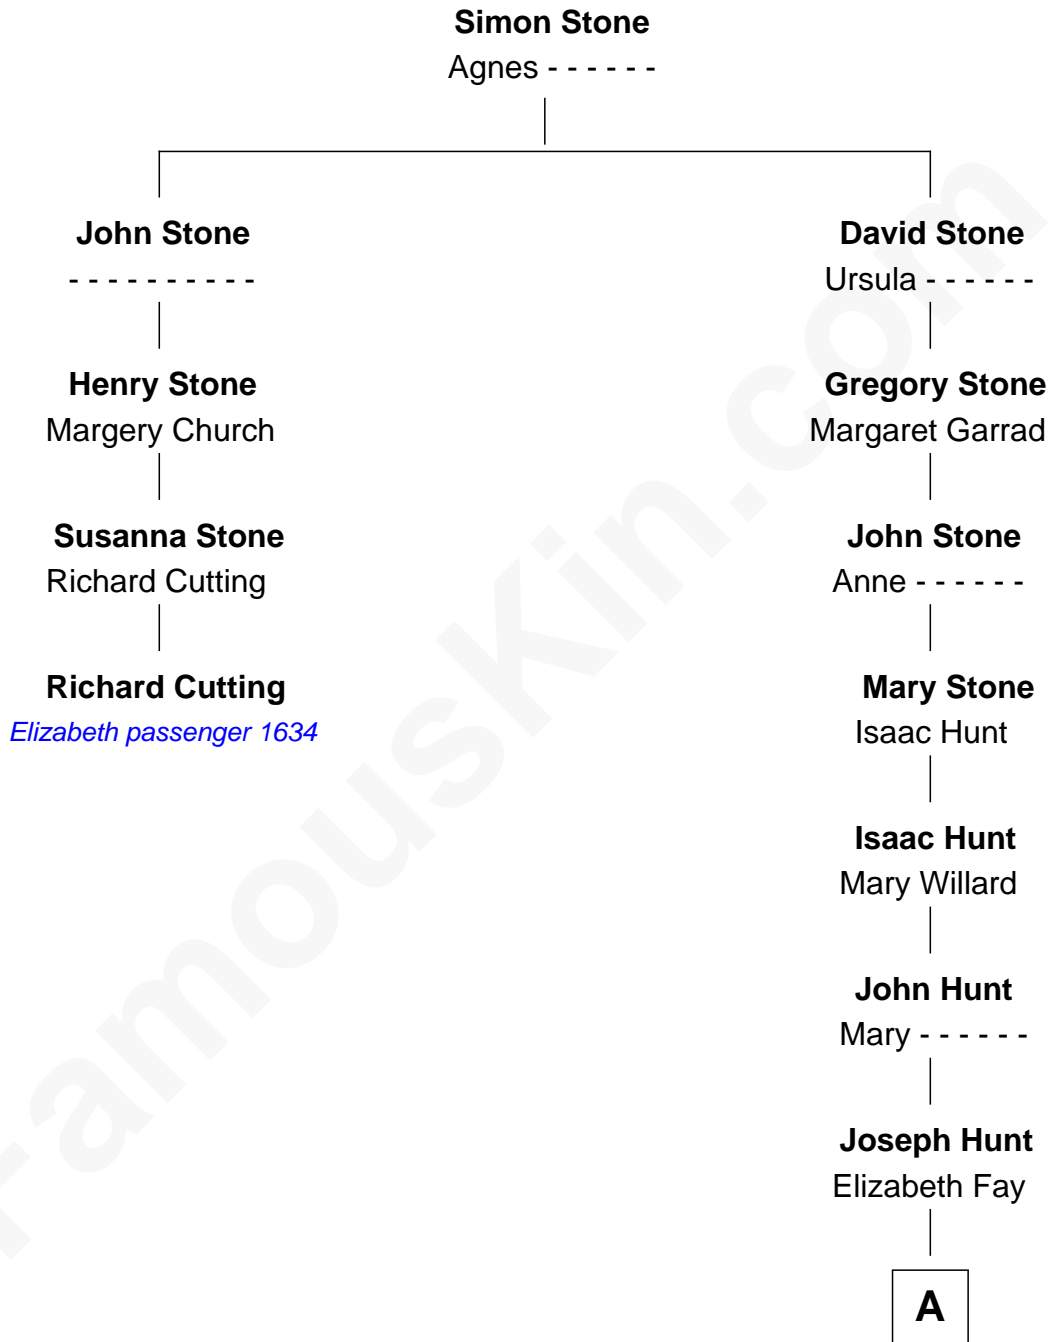 Simon Stone
Agnes - - - - - -
John Stone
- - - - - - - - - -
Henry Stone
Margery Church
Susanna Stone
Richard Cutting
Richard Cutting
Elizabeth passenger 1634
David Stone
Ursula - - - - - -
Gregory Stone
Margaret Garrad
John Stone
Anne - - - - - -
Mary Stone
Isaac Hunt
Isaac Hunt
Mary Willard
John Hunt
Mary - - - - - -
Joseph Hunt
Elizabeth Fay
A
FamousKin.com